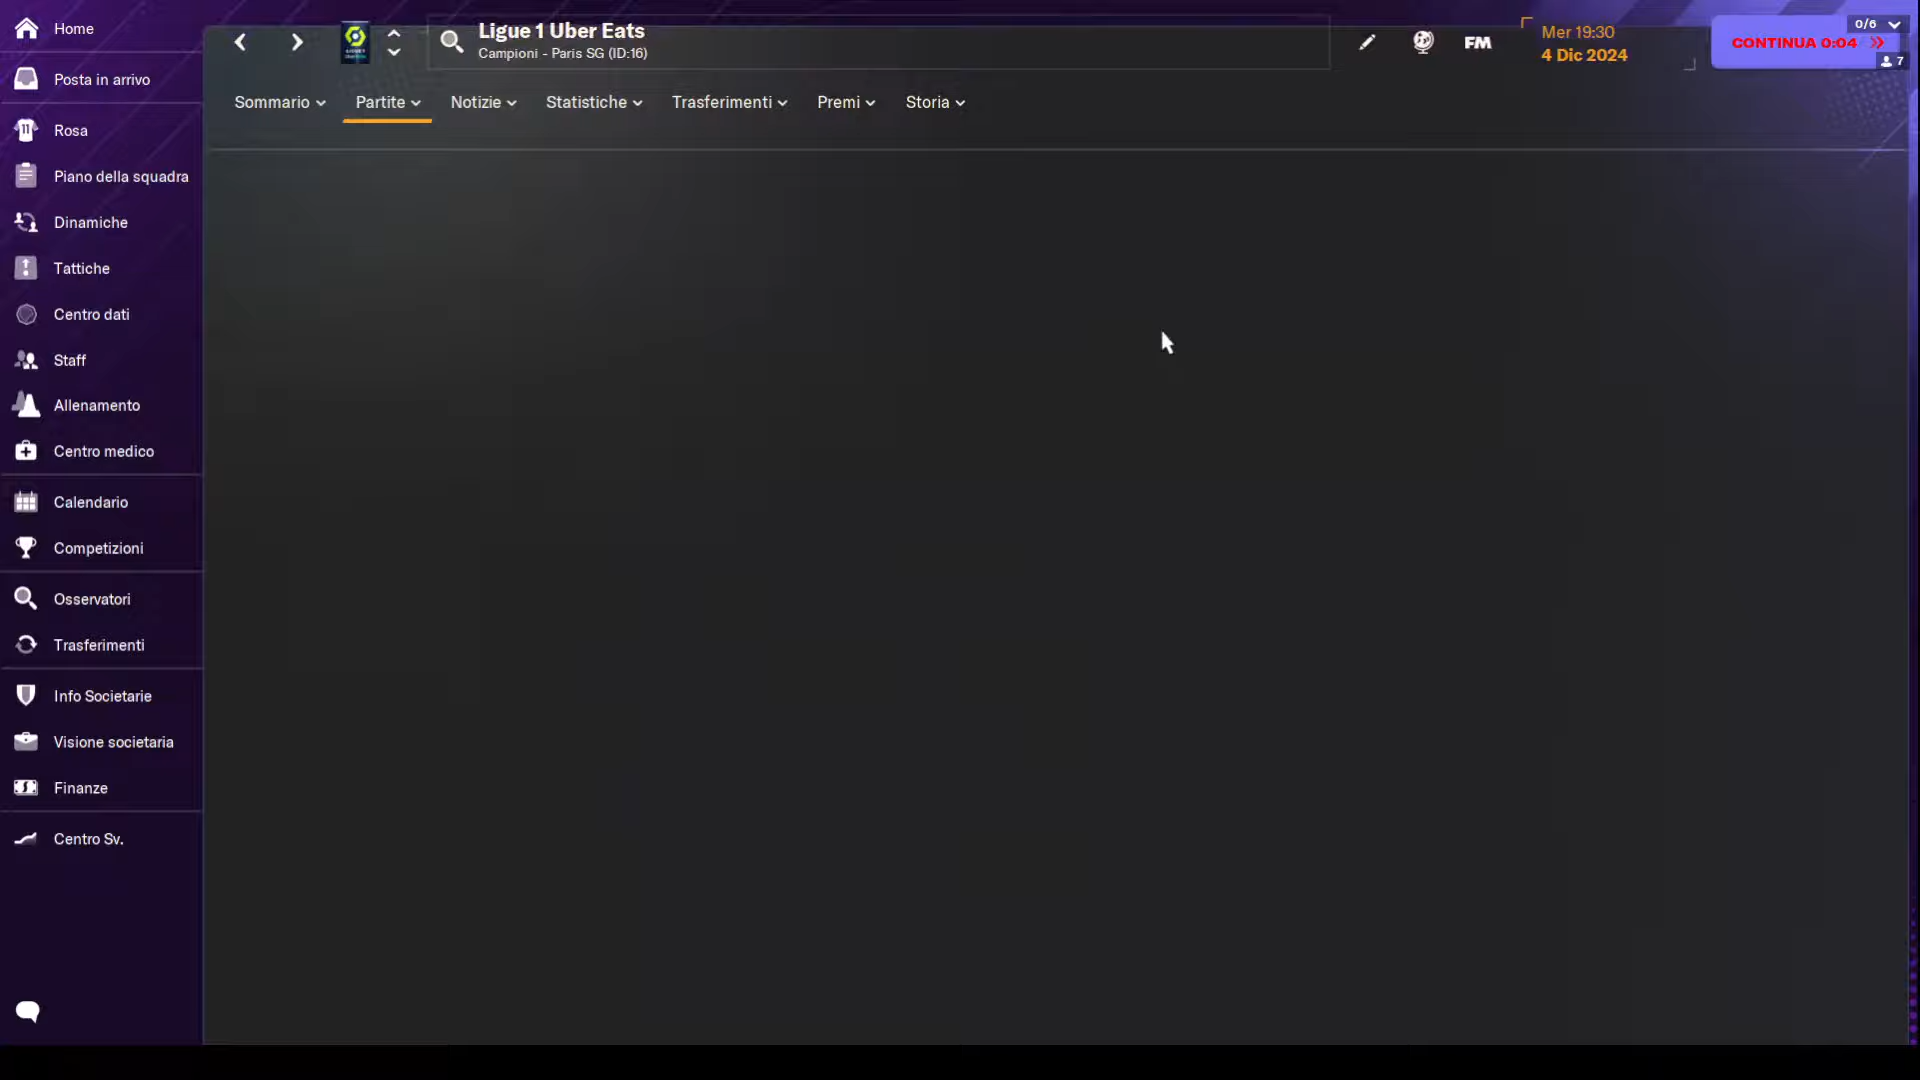 Home
Posta in arrivo
Rosa
Piano della squadra
Dinamiche
Tattiche
Centro dati
Staff
Allenamento
Centro medico
Calendario
Competizioni
Osservatori
Trasferimenti
Info Societarie
Visione societaria
Finanze
Centro Sv.
Ligue 1 Uber Eats
Campioni - Paris SG (ID:16)
FM
Mer 19:30
4 Dic 2024
0/6
CONTINUA 0:04
7
Sommario Partite Notizie Statistiche Trasferimenti Premi Storia